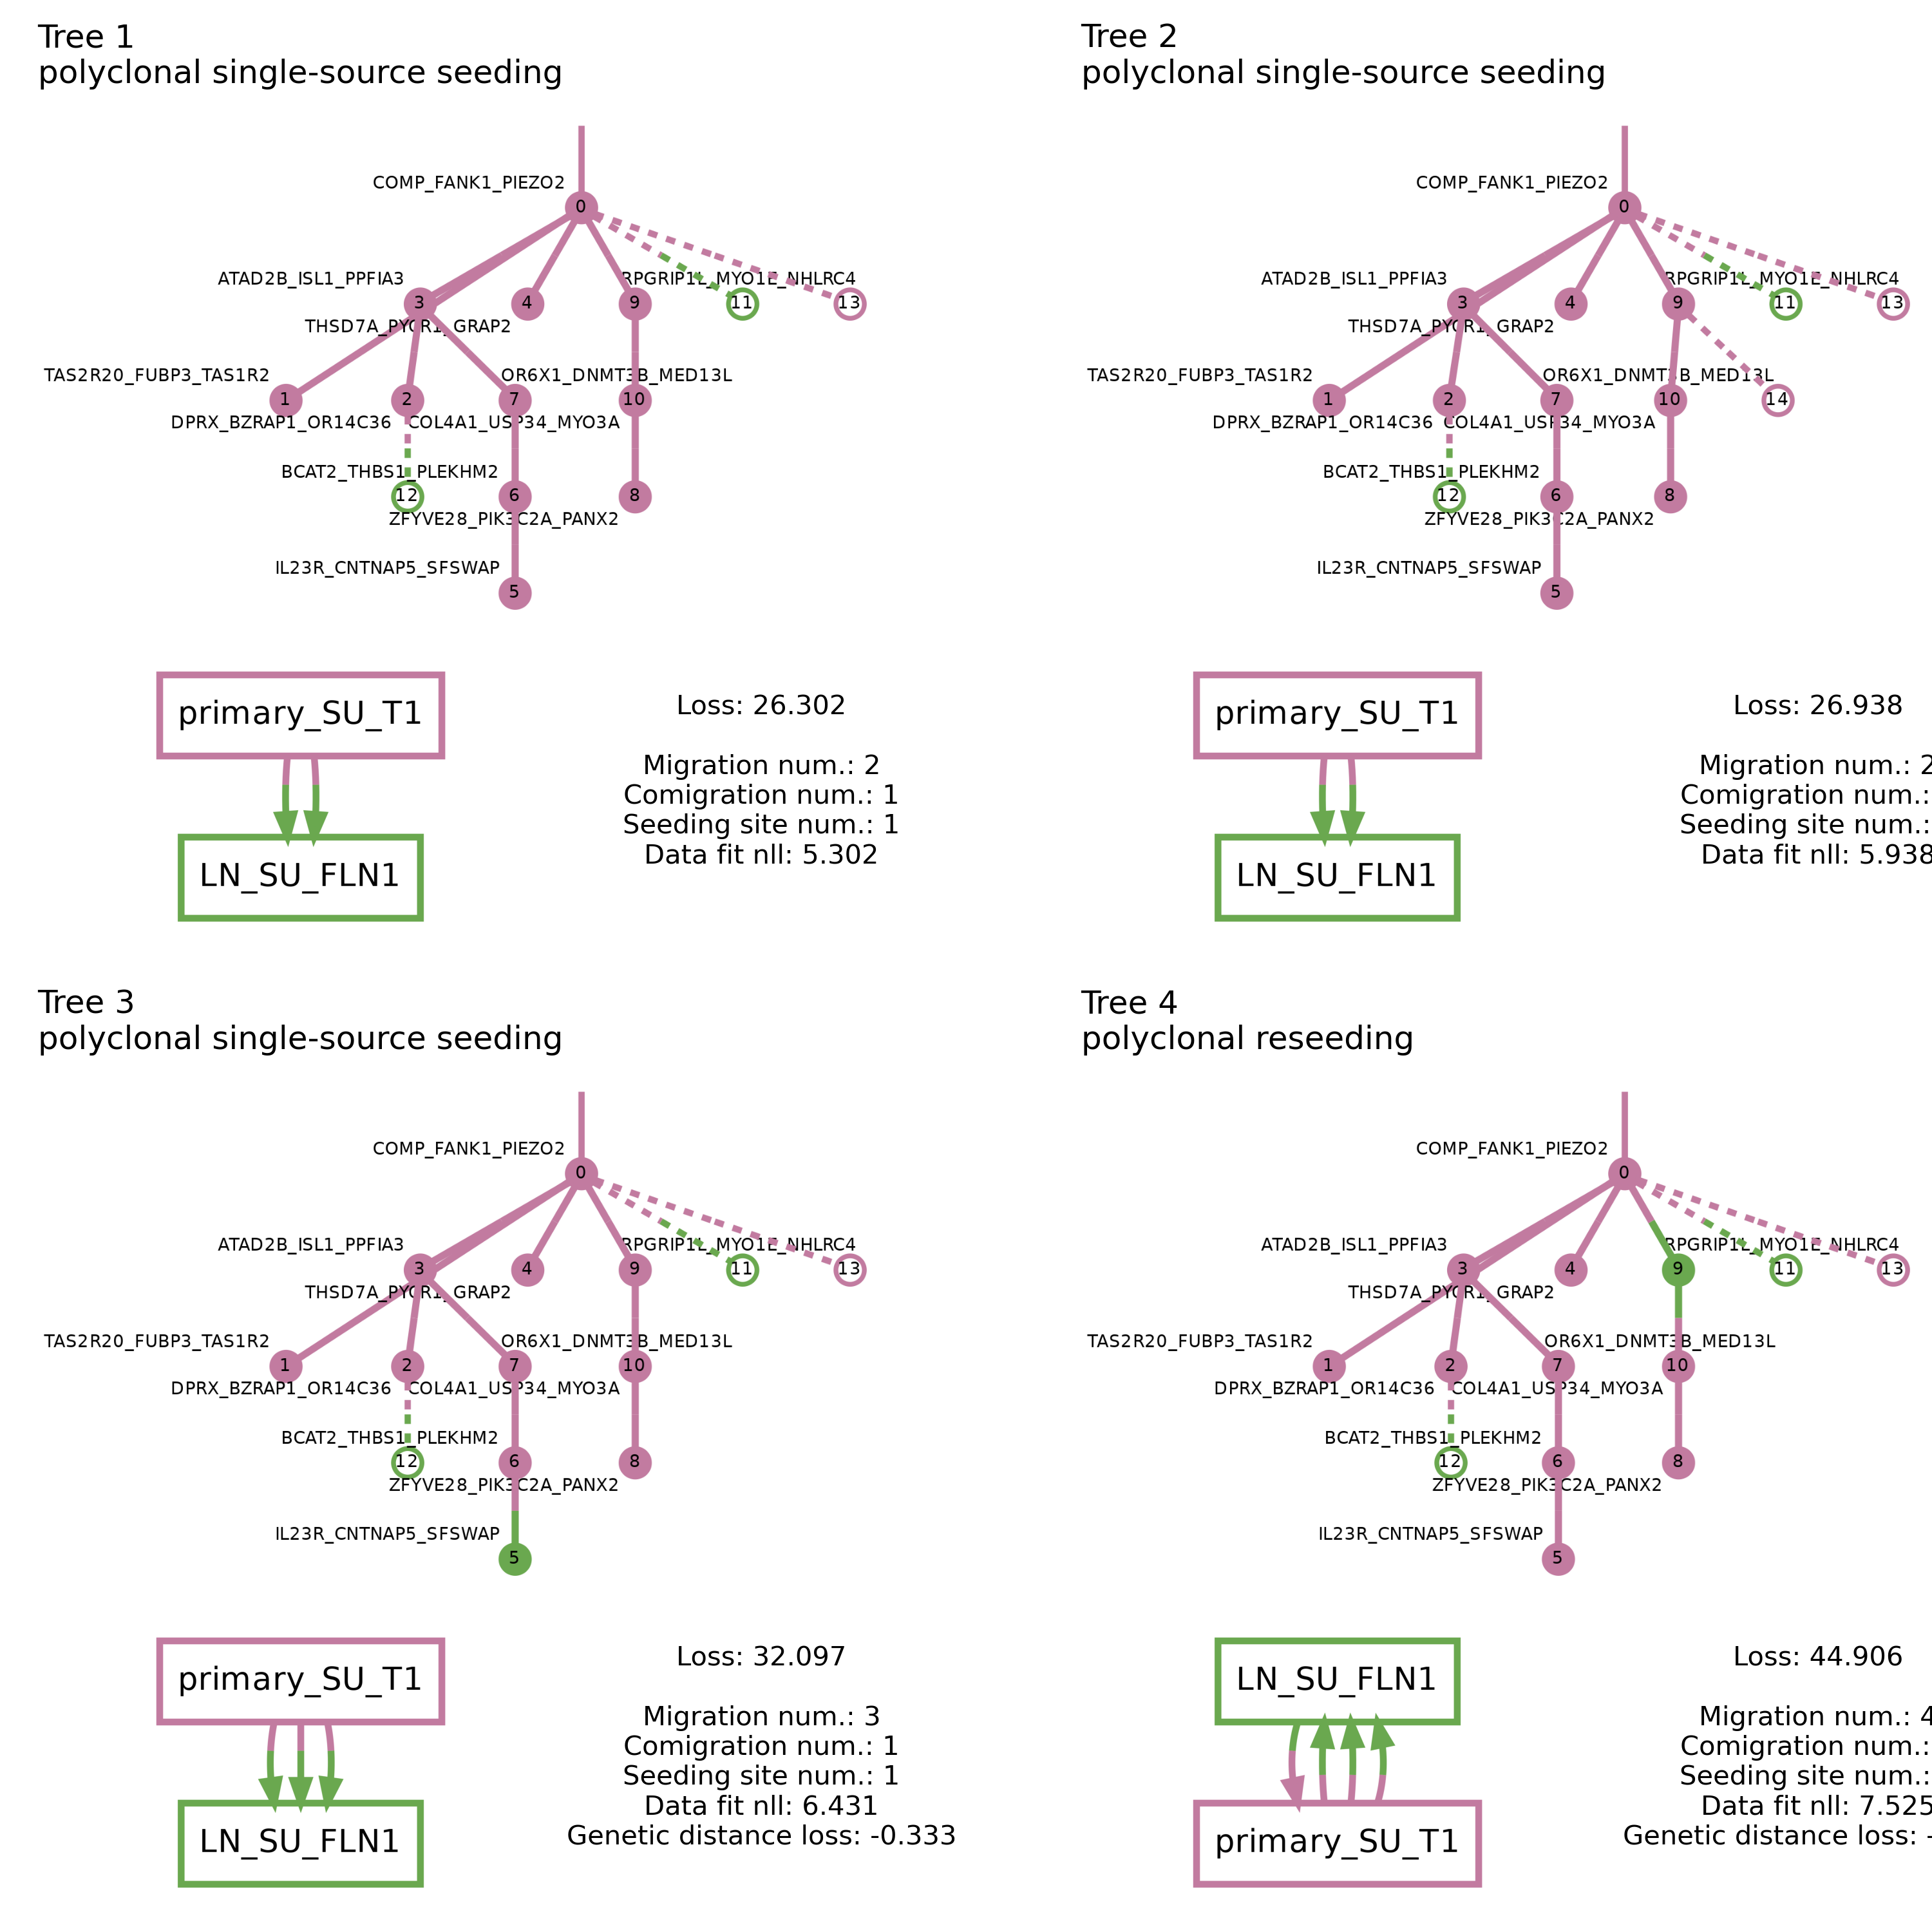 Tree 1
polyclonal single-source seeding
COMP_FANK1_PIEZO2
0
ATAD2B_ISL1_PPFIA3
RPGRIP1L_MYO1E_NHLRC4
3
4
9
11
13
THSD7A_PYCR1_GRAP2
TAS2R20_FUBP3_TAS1R2
OR6X1_DNMT3B_MED13L
1
2
7
10
DPRX_BZRAP1_OR14C36
COL4A1_USP34_MYO3A
BCAT2_THBS1_PLEKHM2
12
6
8
ZFYVE28_PIK3C2A_PANX2
IL23R_CNTNAP5_SFSWAP
5
primary_SU_T1
LN_SU_FLN1
Loss: 26.302
Migration num.: 2
Comigration num.: 1
Seeding site num.: 1
Data fit nll: 5.302
Tree 2
polyclonal single-source seeding
COMP_FANK1_PIEZO2
0
ATAD2B_ISL1_PPFIA3
RPGRIP1L_MYO1E_NHLRC4
3
4
9
11
13
THSD7A_PYCR1_GRAP2
TAS2R20_FUBP3_TAS1R2
OR6X1_DNMT3B_MED13L
1
2
7
10
14
DPRX_BZRAP1_OR14C36
COL4A1_USP34_MYO3A
BCAT2_THBS1_PLEKHM2
12
6
8
ZFYVE28_PIK3C2A_PANX2
IL23R_CNTNAP5_SFSWAP
5
primary_SU_T1
LN_SU_FLN1
Loss: 26.938
Migration num.: 2
Comigration num.:
Seeding site num.:
Data fit nll: 5.938
Tree 3
polyclonal single-source seeding
COMP_FANK1_PIEZO2
0
ATAD2B_ISL1_PPFIA3
RPGRIP1L_MYO1E_NHLRC4
3
4
9
11
13
THSD7A_PYCR1_GRAP2
TAS2R20_FUBP3_TAS1R2
OR6X1_DNMT3B_MED13L
1
2
7
10
DPRX_BZRAP1_OR14C36
COL4A1_USP34_MYO3A
BCAT2_THBS1_PLEKHM2
12
6
8
ZFYVE28_PIK3C2A_PANX2
IL23R_CNTNAP5_SFSWAP
5
primary_SU_T1
LN_SU_FLN1
Loss: 32.097
Migration num.: 3
Comigration num.: 1
Seeding site num.: 1
Data fit nll: 6.431
Genetic distance loss: -0.333
Tree 4
polyclonal reseeding
COMP_FANK1_PIEZO2
0
ATAD2B_ISL1_PPFIA3
RPGRIP1L_MYO1E_NHLRC4
3
4
9
11
13
THSD7A_PYCR1_GRAP2
TAS2R20_FUBP3_TAS1R2
OR6X1_DNMT3B_MED13L
1
2
7
10
DPRX_BZRAP1_OR14C36
COL4A1_USP34_MYO3A
BCAT2_THBS1_PLEKHM2
12
6
8
ZFYVE28_PIK3C2A_PANX2
IL23R_CNTNAP5_SFSWAP
5
LN_SU_FLN1
primary_SU_T1
Loss: 44.906
Migration num.: 4
Comigration num.:
Seeding site num.:
Data fit nll: 7.525
Genetic distance loss: -